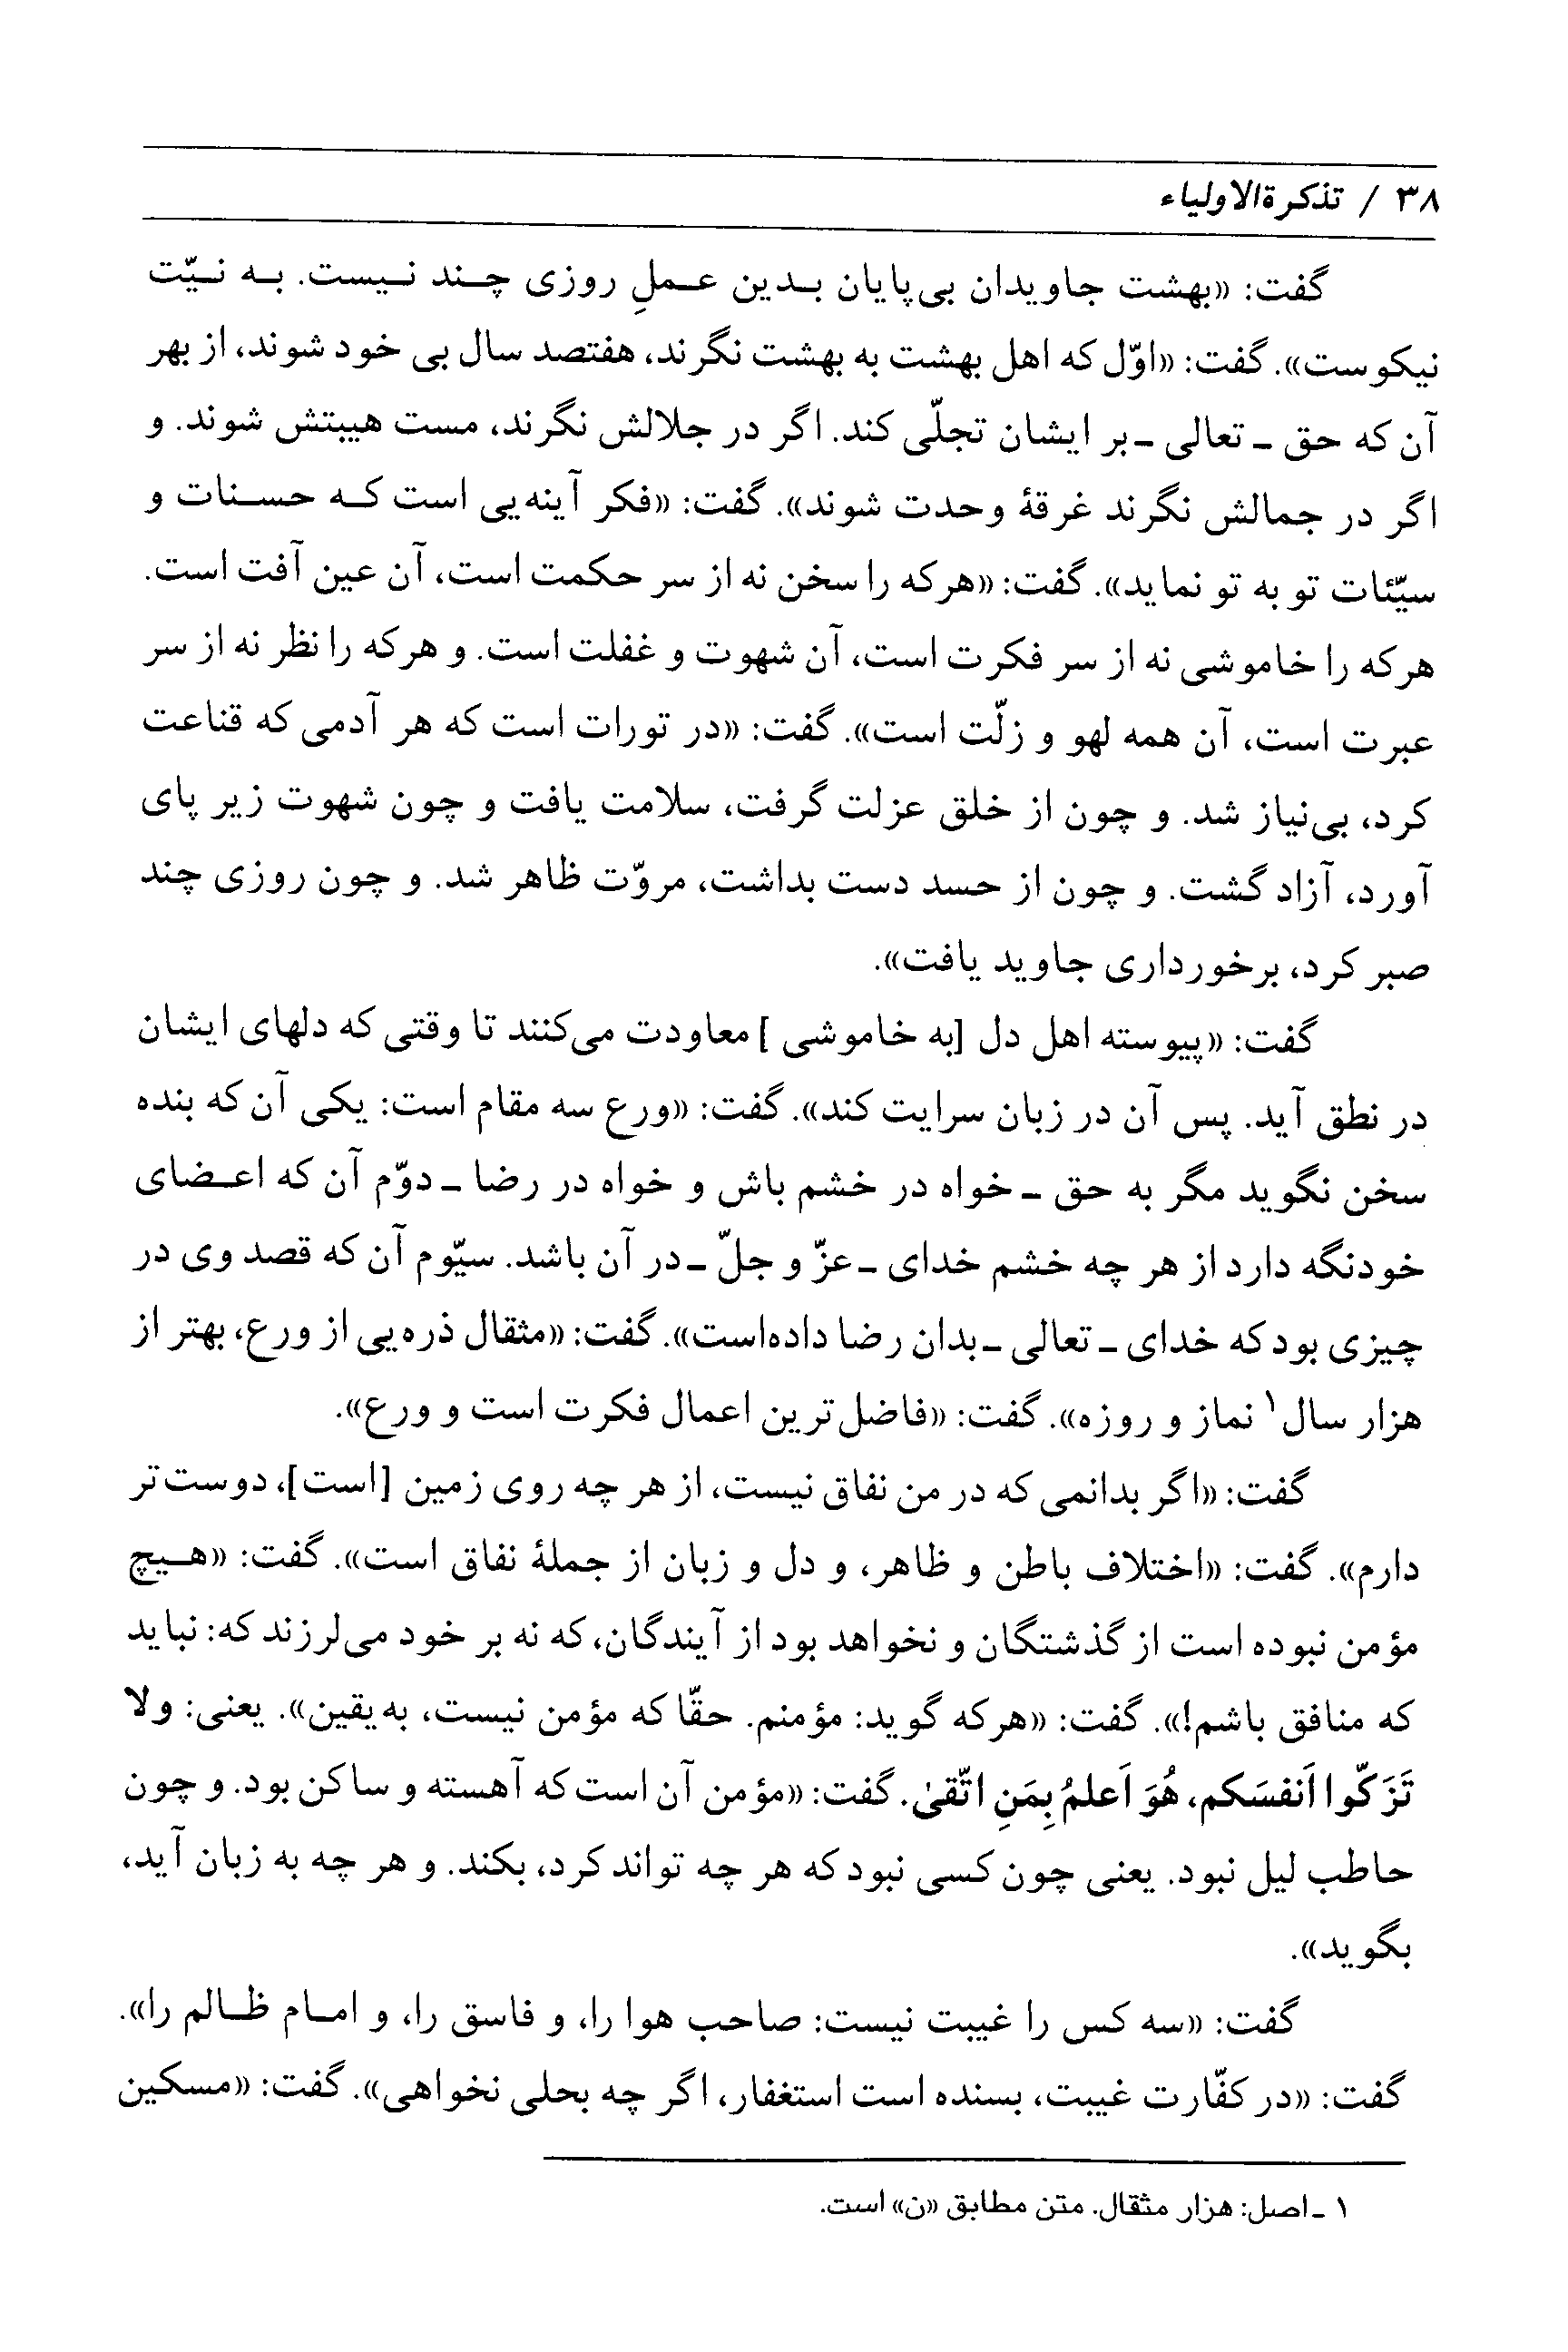 ۳۸ / تذکرةالاولیاء
گفت: «بهشت جاویدان بی‌پایان بدین عملِ روزی چند نیست. به نیّت
نیکوست». گفت: «اوّل که اهل بهشت به بهشت نگرند، هفتصد سال بی خود شوند، از بهر
آن که حق ـ تعالی ـ بر ایشان تجلّی کند. اگر در جلالش نگرند، مست هیبتش شوند. و
اگر در جمالش نگرند غرقهٔ وحدت شوند». گفت: «فکر آینه‌یی است که حسنات و
سیّئات تو به تو نماید». گفت: «هرکه را سخن نه از سر حکمت است، آن عین آفت است.
هرکه را خاموشی نه از سر فکرت است، آن شهوت و غفلت است. و هرکه را نظر نه از سر
عبرت است، آن همه لهو و زلّت است». گفت: «در تورات است که هر آدمی که قناعت
کرد، بی‌نیاز شد. و چون از خلق عزلت گرفت، سلامت یافت و چون شهوت زیر پای
آورد، آزاد گشت. و چون از حسد دست بداشت، مروّت ظاهر شد. و چون روزی چند
صبر کرد، برخورداری جاوید یافت».
گفت: «پیوسته اهل دل [به خاموشی ] معاودت می‌کنند تا وقتی که دلهای ایشان
در نطق آید. پس آن در زبان سرایت کند». گفت: «ورع سه مقام است: یکی آن که بنده
سخن نگوید مگر به حق ـ خواه در خشم باش و خواه در رضا ـ دوّم آن که اعضای
خودنگه دارد از هر چه خشم خدای ـ عزّ و جلّ ـ در آن باشد. سیّوم آن که قصد وی در
چیزی بود که خدای ـ تعالی ـ بدان رضا داده‌است». گفت: «مثقال ذره‌یی از ورع، بهتر از
هزار سال۱ نماز و روزه». گفت: «فاضل‌ترین اعمال فکرت است و ورع».
گفت: «اگر بدانمی که در من نفاق نیست، از هر چه روی زمین [است]، دوست‌تر
دارم». گفت: «اختلاف باطن و ظاهر، و دل و زبان از جملهٔ نفاق است». گفت: «هیچ
مؤمن نبوده است از گذشتگان و نخواهد بود از آیندگان، که نه بر خود می‌لرزند که: نباید
که منافق باشم!». گفت: «هرکه گوید: مؤمنم. حقّا که مؤمن نیست، به‌یقین». یعنی: ولا
تَزَکّوا اَنفسَکم، هُوَ اَعلمُ بِمَنِ اتّقیٰ. گفت: «مؤمن آن است که آهسته و ساکن بود. و چون
حاطب لیل نبود. یعنی چون کسی نبود که هر چه تواند کرد، بکند. و هر چه به زبان آید،
بگوید».
گفت: «سه کس را غیبت نیست: صاحب هوا را، و فاسق را، و امام ظالم را».
گفت: «در کفّارت غیبت، بسنده است استغفار، اگر چه بحلی نخواهی». گفت: «مسکین
۱ ـ اصل: هزار مثقال. متن مطابق «ن» است.